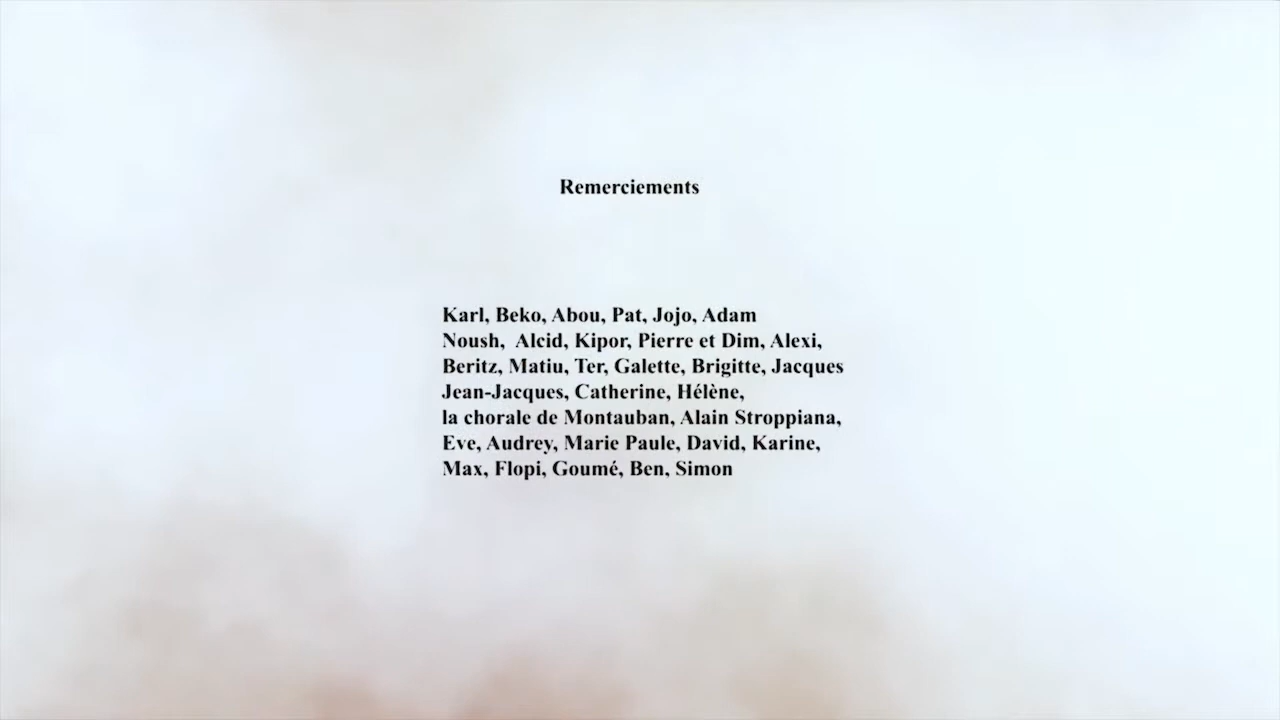 Remerciements
Karl, Beko, Abou, Pat, Jojo, Adam
Noush,  Alcid, Kipor, Pierre et Dim, Alexi,
Beritz, Matiu, Ter, Galette, Brigitte, Jacques
Jean-Jacques, Catherine, Hélène,
la chorale de Montauban, Alain Stroppiana,
Eve, Audrey, Marie Paule, David, Karine,
Max, Flopi, Goumé, Ben, Simon